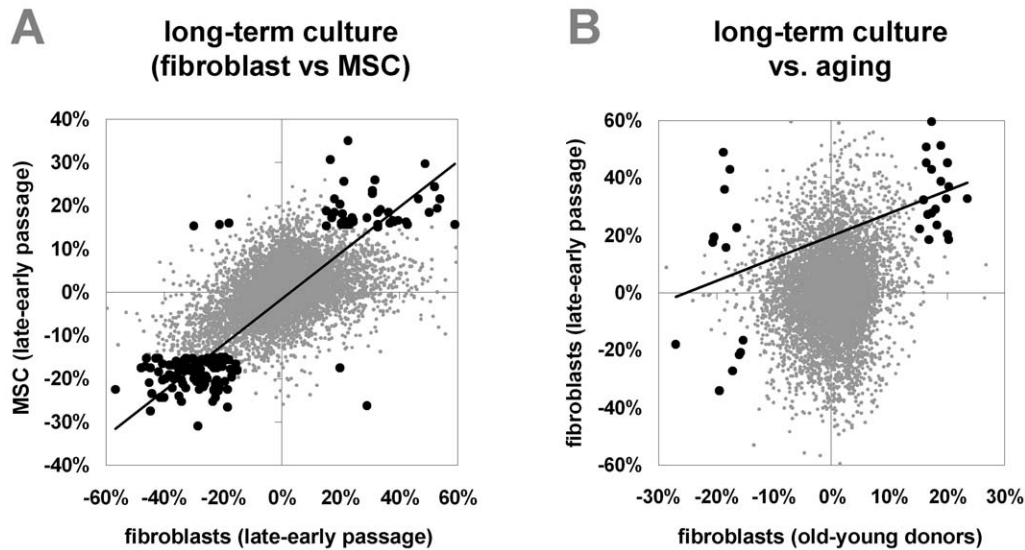 A
long-term culture
(fibroblast vs MSC)
40%
30%
20%
10%
0%
-10%
-20%
-30%
-40%
MSC (late-early passage)
-60% -40% -20% 0% 20% 40% 60%
fibroblasts (late-early passage)
B
long-term culture
vs. aging
60%
40%
20%
0%
-20%
-40%
-60%
fibroblasts (late-early passage)
-30% -20% -10% 0% 10% 20% 30%
fibroblasts (old-young donors)